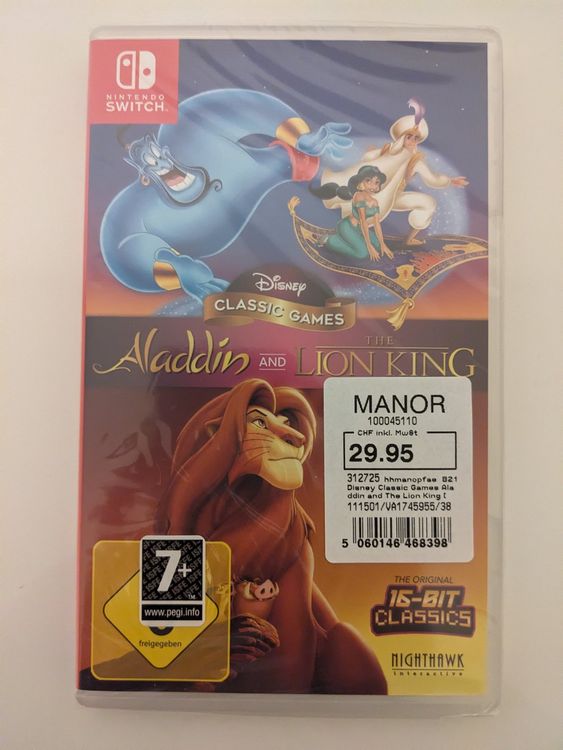 NINTENDO
SWITCH™
Disney
CLASSIC GAMES
Aladdin AND THE LION KING
MANOR
100045110
CHF inkl. MwSt
29.95
312725 hhmanopfae 821
Disney Classic Games Ala
ddin and The Lion King [
111501/VA1745955/38
5 060146 468398
7+
™
www.pegi.info
freigegeben
THE ORIGINAL
16-BIT
CLASSICS
NIGHTHAWK
interactive